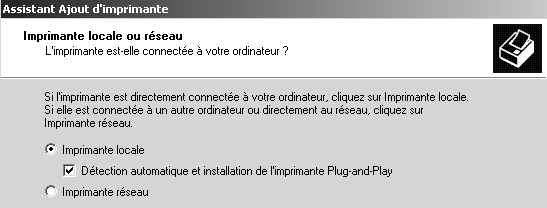 Assistant Ajout d'imprimante
Imprimante locale ou réseau
L'imprimante est-elle connectée à votre ordinateur ?
Si l'imprimante est directement connectée à votre ordinateur, cliquez sur Imprimante locale.
Si elle est connectée à un autre ordinateur ou directement au réseau, cliquez sur
Imprimante réseau.
Imprimante locale
Détection automatique et installation de l'imprimante Plug-and-Play
Imprimante réseau